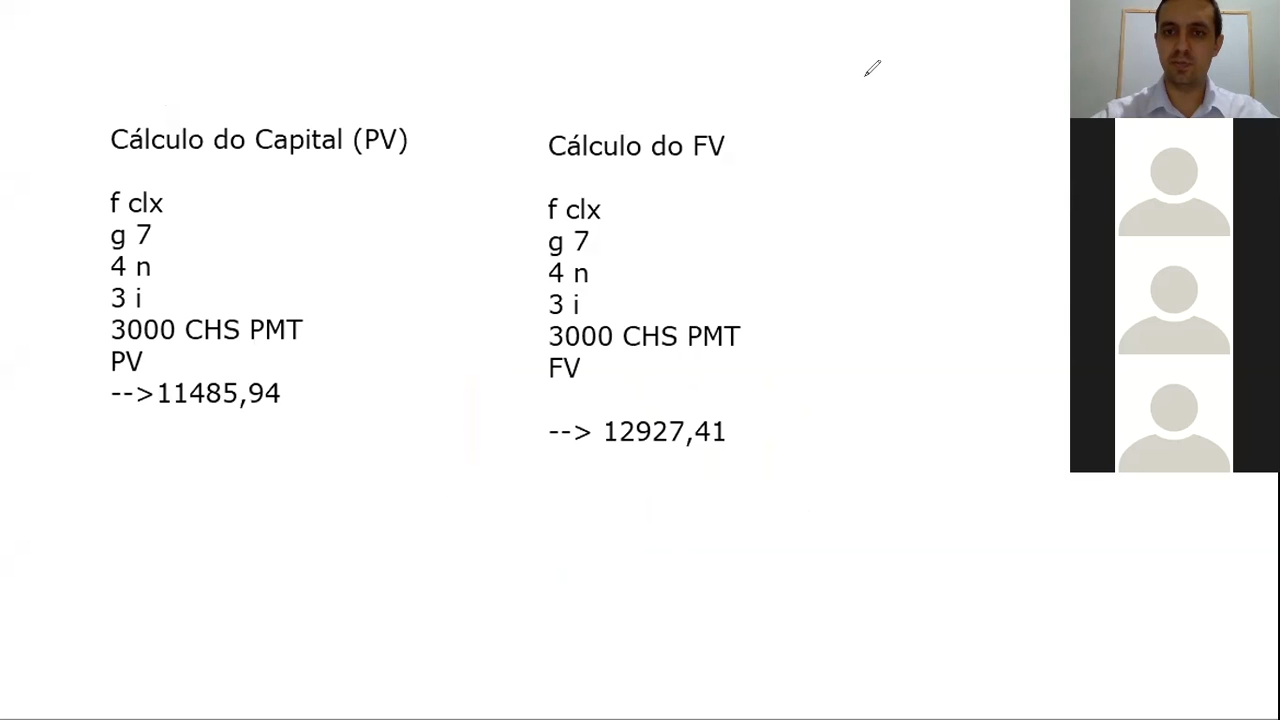 Cálculo do Capital (PV)
f clx
g 7
4 n
3 i
3000 CHS PMT
PV
-->11485,94
Cálculo do FV
f clx
g 7
4 n
3 i
3000 CHS PMT
FV
--> 12927,41